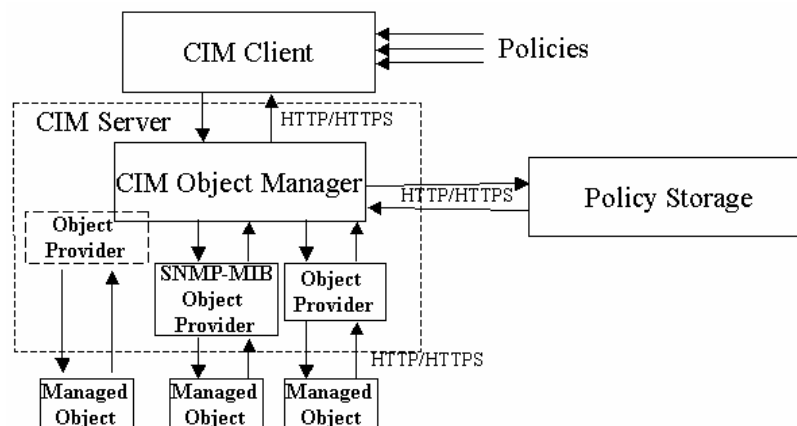 CIM Client
Policies
CIM Server
HTTP/HTTPS
CIM Object Manager
HTTP/HTTPS
Policy Storage
Object
Provider
SNMP-MIB
Object
Provider
Object
Provider
HTTP/HTTPS
Managed
Object
Managed
Object
Managed
Object